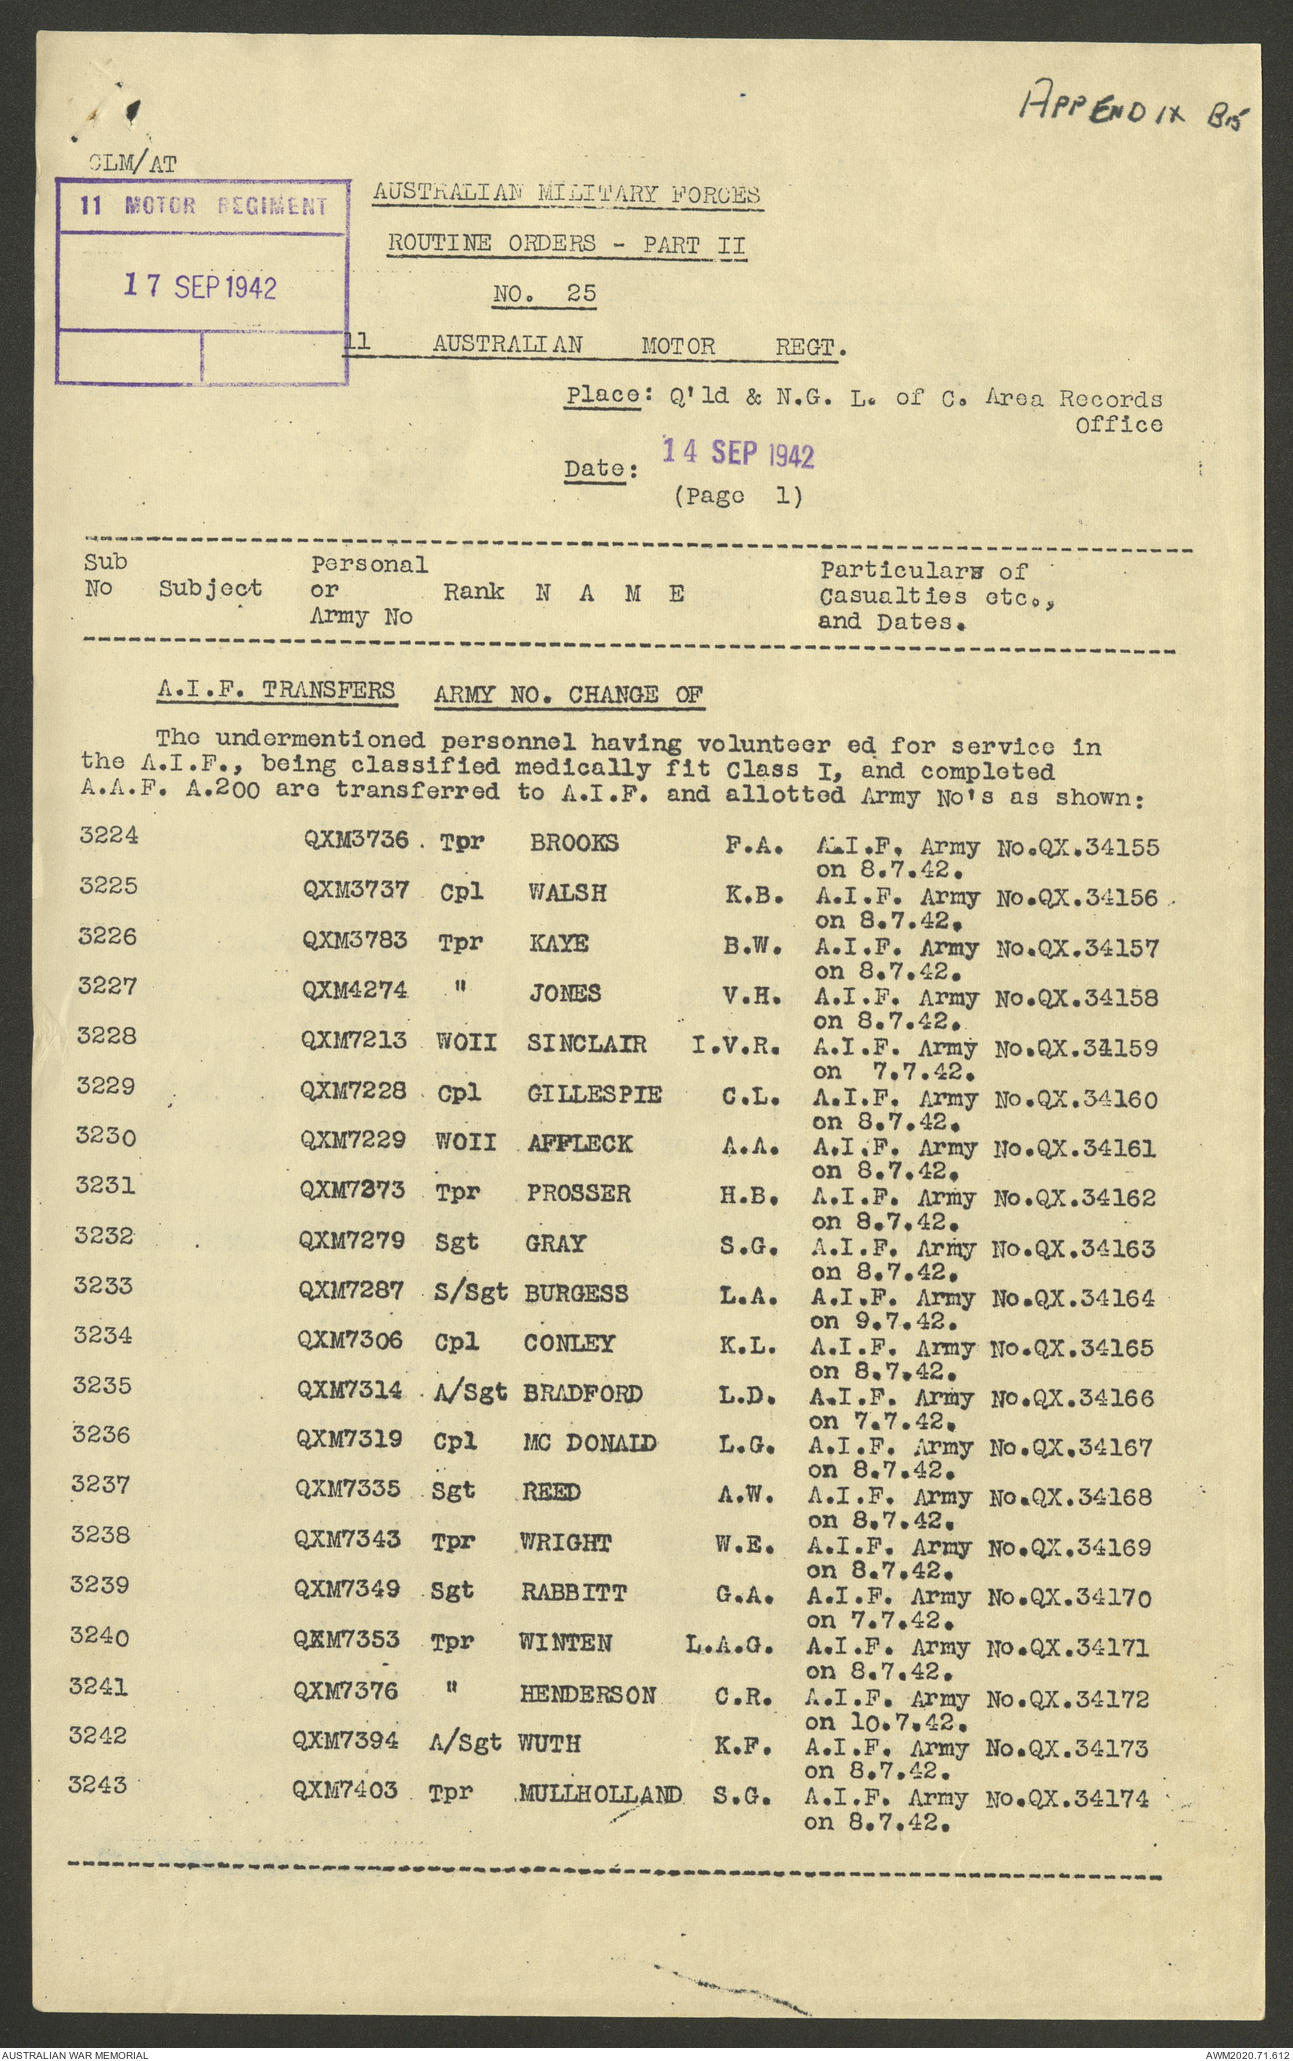 APPENDIX B15
CLM/AT
11 MOTOR REGIMENT
17 SEP 1942
AUSTRALIAN MILITARY FORCES
ROUTINE ORDERS - PART II
NO. 25
11 AUSTRALIAN MOTOR REGT.
Place: Q'ld & N.G. L. of C. Area Records
Office
Date: 14 SEP 1942
(Page 1)
Sub Personal Particulars of
No Subject or Rank N A M E Casualties etc.,
Army No and Dates.
A.I.F. TRANSFERS ARMY NO. CHANGE OF
The undermentioned personnel having volunteer ed for service in
the A.I.F., being classified medically fit Class I, and completed
A.A.F. A.200 are transferred to A.I.F. and allotted Army No's as shown:
3224 QXM3736 Tpr BROOKS F.A. A.I.F. Army No.QX.34155
on 8.7.42.
3225 QXM3737 Cpl WALSH K.B. A.I.F. Army No.QX.34156
on 8.7.42.
3226 QXM3783 Tpr KAYE B.W. A.I.F. Army No.QX.34157
on 8.7.42.
3227 QXM4274 " JONES V.H. A.I.F. Army No.QX.34158
on 8.7.42.
3228 QXM7213 WOII SINCLAIR I.V.R. A.I.F. Army No.QX.34159
on 7.7.42.
3229 QXM7228 Cpl GILLESPIE C.L. A.I.F. Army No.QX.34160
on 8.7.42.
3230 QXM7229 WOII AFFLECK A.A. A.I.F. Army No.QX.34161
on 8.7.42.
3231 QXM7273 Tpr PROSSER H.B. A.I.F. Army No.QX.34162
on 8.7.42.
3232 QXM7279 Sgt GRAY S.G. A.I.F. Army No.QX.34163
on 8.7.42.
3233 QXM7287 S/Sgt BURGESS L.A. A.I.F. Army No.QX.34164
on 9.7.42.
3234 QXM7306 Cpl CONLEY K.L. A.I.F. Army No.QX.34165
on 8.7.42.
3235 QXM7314 A/Sgt BRADFORD L.D. A.I.F. Army No.QX.34166
on 7.7.42.
3236 QXM7319 Cpl MC DONALD L.G. A.I.F. Army No.QX.34167
on 8.7.42.
3237 QXM7335 Sgt REED A.W. A.I.F. Army No.QX.34168
on 8.7.42.
3238 QXM7343 Tpr WRIGHT W.E. A.I.F. Army No.QX.34169
on 8.7.42.
3239 QXM7349 Sgt RABBITT G.A. A.I.F. Army No.QX.34170
on 7.7.42.
3240 QXM7353 Tpr WINTEN L.A.G. A.I.F. Army No.QX.34171
on 8.7.42.
3241 QXM7376 " HENDERSON C.R. A.I.F. Army No.QX.34172
on 10.7.42.
3242 QXM7394 A/Sgt WUTH K.F. A.I.F. Army No.QX.34173
on 8.7.42.
3243 QXM7403 Tpr MULLHOLLAND S.G. A.I.F. Army No.QX.34174
on 8.7.42.
AUSTRALIAN WAR MEMORIAL AWM2020.71.612